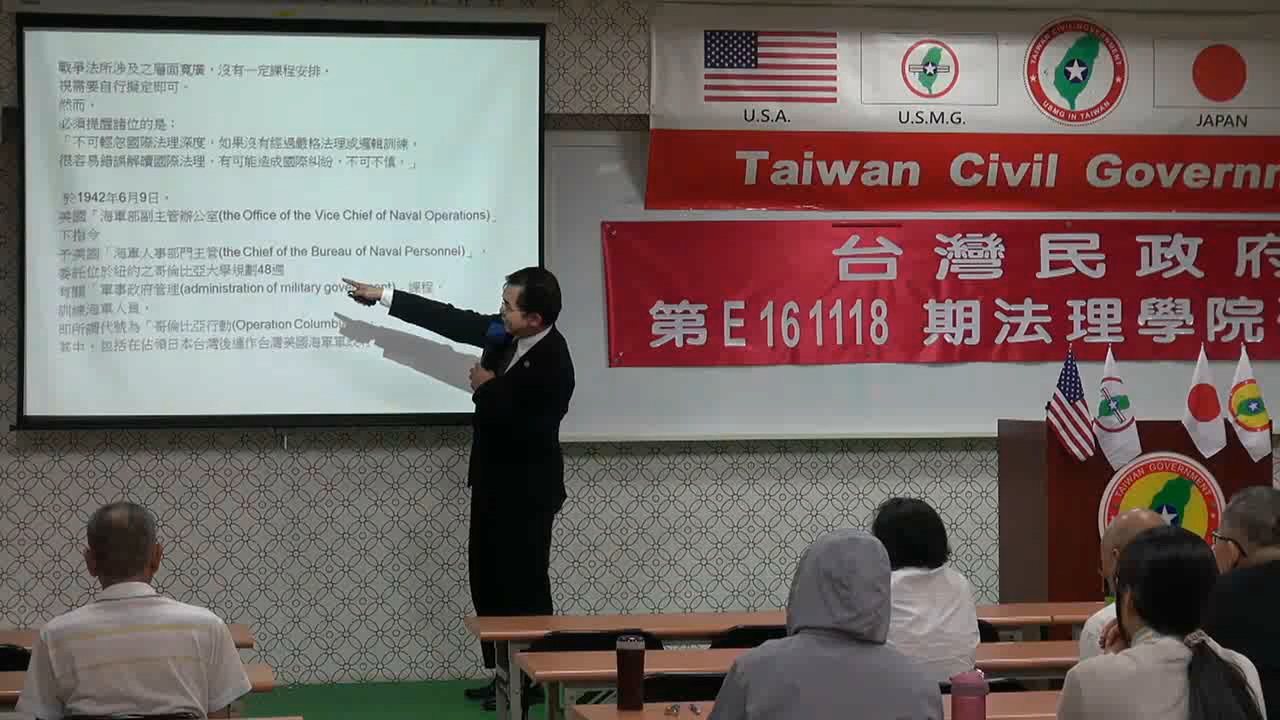 戰爭法所涉及之層面寬廣，沒有一定課程安排，
視需要自行擬定即可。
然而，
必須提醒諸位的是：
「不可輕忽國際法理深度，如果沒有經過嚴格法理或邏輯訓練，
很容易錯誤解讀國際法理，有可能造成國際糾紛，不可不慎。」
於1942年6月9日，
美國「海軍部副主管辦公室(the Office of the Vice Chief of Naval Operations)」
下指令
予美國「海軍人事部門主管(the Chief of the Bureau of Naval Personnel)」，
委託位於紐約之哥倫比亞大學規劃48週
有關「軍事政府管理(administration of military government)」課程，
訓練海軍人員，
即所謂代號為「哥倫比亞行動(Operation Columbi
其中，包括在佔領日本台灣後運作台灣美國海軍軍政
U.S.A.
U.S.M.G.
TAIWAN CIVIL GOVERNMENT
USMG IN TAIWAN
JAPAN
Taiwan Civil Governm
台灣民政府
第E161118期法理學院
TAIWAN GOVERNMENT